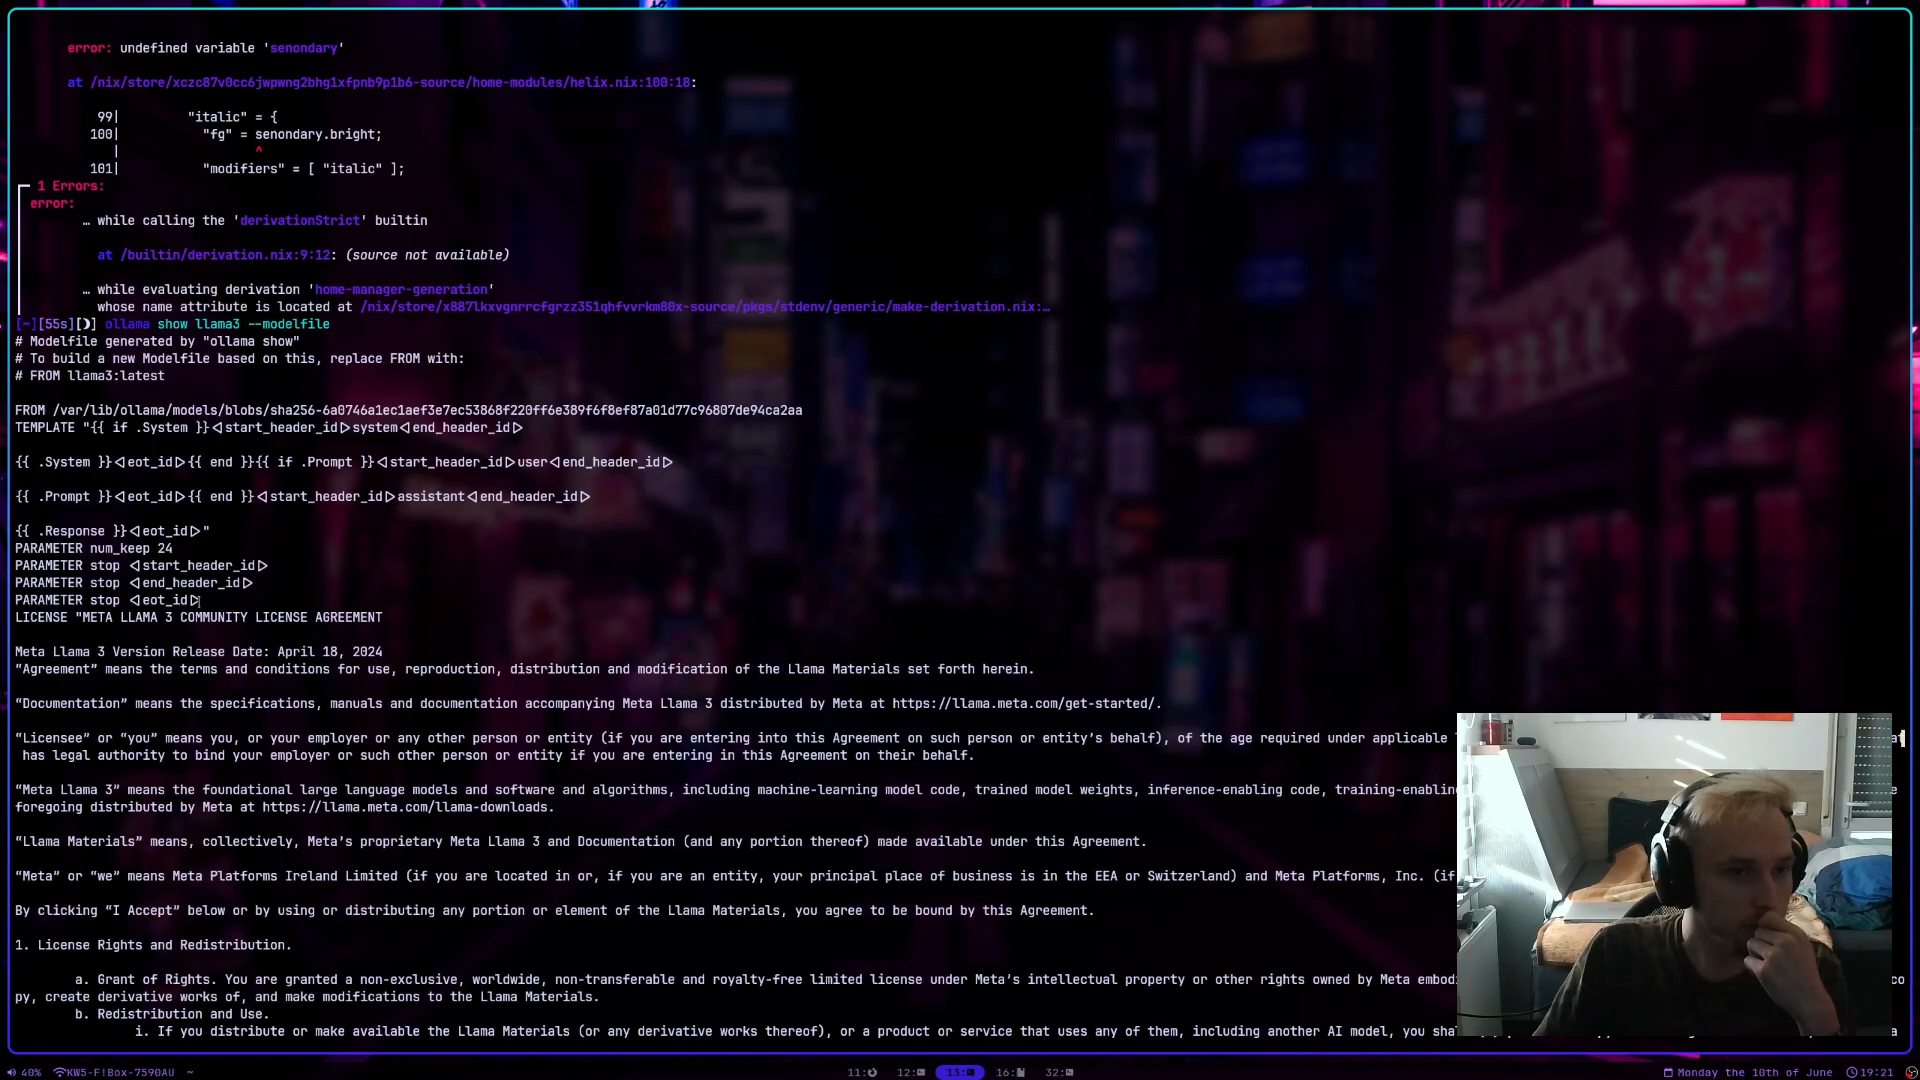 error: undefined variable 'senondary'
at /nix/store/xczc87v0cc6jwpwng2bhg1xfpnb9p1b6-source/home-modules/helix.nix:100:18:
99| "italic" = {
100| "fg" = senondary.bright;
| ^
101| "modifiers" = [ "italic" ];
1 Errors:
error:
… while calling the 'derivationStrict' builtin
at /builtin/derivation.nix:9:12: (source not available)
… while evaluating derivation 'home-manager-generation'
whose name attribute is located at /nix/store/x887lkxvgnrrcfgrzz351qhfvvrkm80x-source/pkgs/stdenv/generic/make-derivation.nix:…
[~][55s][❩] ollama show llama3 --modelfile
# Modelfile generated by "ollama show"
# To build a new Modelfile based on this, replace FROM with:
# FROM llama3:latest
FROM /var/lib/ollama/models/blobs/sha256-6a0746a1ec1aef3e7ec53868f220ff6e389f6f8ef87a01d77c96807de94ca2aa
TEMPLATE "{{ if .System }}<|start_header_id|>system<|end_header_id|>
{{ .System }}<|eot_id|>{{ end }}{{ if .Prompt }}<|start_header_id|>user<|end_header_id|>
{{ .Prompt }}<|eot_id|>{{ end }}<|start_header_id|>assistant<|end_header_id|>
{{ .Response }}<|eot_id|>"
PARAMETER num_keep 24
PARAMETER stop <|start_header_id|>
PARAMETER stop <|end_header_id|>
PARAMETER stop <|eot_id|>
LICENSE "META LLAMA 3 COMMUNITY LICENSE AGREEMENT
Meta Llama 3 Version Release Date: April 18, 2024
“Agreement” means the terms and conditions for use, reproduction, distribution and modification of the Llama Materials set forth herein.
“Documentation” means the specifications, manuals and documentation accompanying Meta Llama 3 distributed by Meta at https://llama.meta.com/get-started/.
“Licensee” or “you” means you, or your employer or any other person or entity (if you are entering into this Agreement on such person or entity’s behalf), of the age required under applicable
has legal authority to bind your employer or such other person or entity if you are entering in this Agreement on their behalf.
“Meta Llama 3” means the foundational large language models and software and algorithms, including machine-learning model code, trained model weights, inference-enabling code, training-enabling
foregoing distributed by Meta at https://llama.meta.com/llama-downloads.
“Llama Materials” means, collectively, Meta’s proprietary Meta Llama 3 and Documentation (and any portion thereof) made available under this Agreement.
“Meta” or “we” means Meta Platforms Ireland Limited (if you are located in or, if you are an entity, your principal place of business is in the EEA or Switzerland) and Meta Platforms, Inc. (if
By clicking “I Accept” below or by using or distributing any portion or element of the Llama Materials, you agree to be bound by this Agreement.
1. License Rights and Redistribution.
a. Grant of Rights. You are granted a non-exclusive, worldwide, non-transferable and royalty-free limited license under Meta’s intellectual property or other rights owned by Meta embodi co
py, create derivative works of, and make modifications to the Llama Materials.
b. Redistribution and Use.
i. If you distribute or make available the Llama Materials (or any derivative works thereof), or a product or service that uses any of them, including another AI model, you sha
40% KW5-F!Box-7590AU ~ 11: 12: 13: 16: 32: Monday the 10th of June 19:21